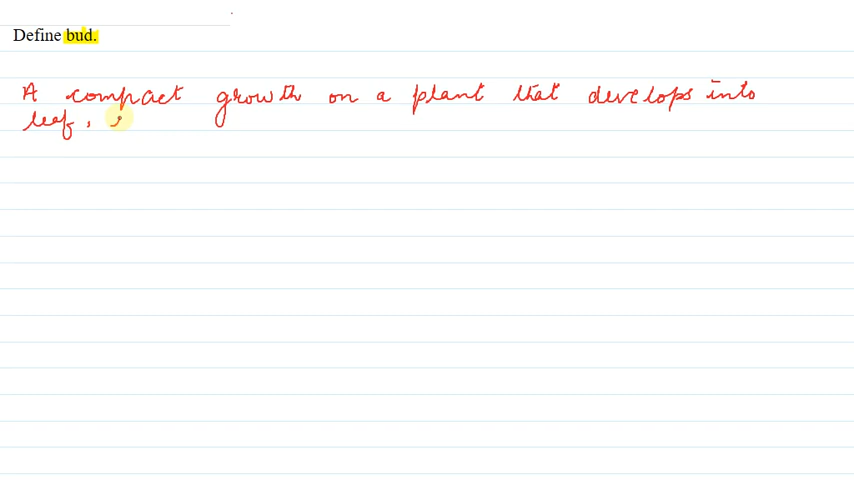 Define bud.
A compact growth on a plant that develops into
leaf,